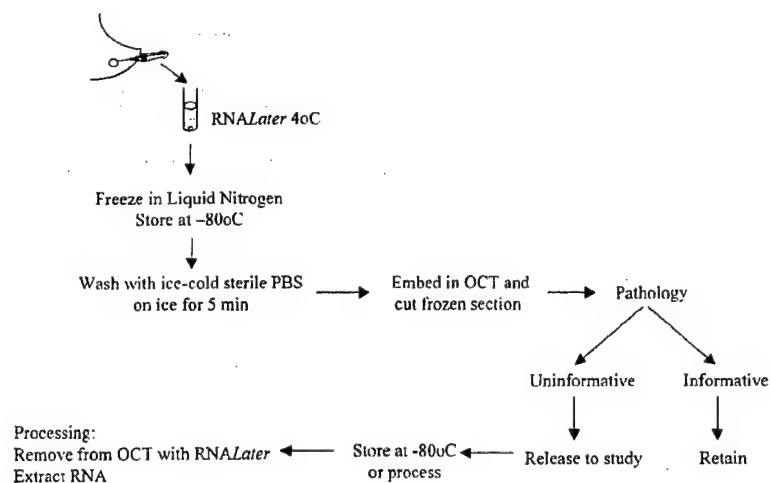 RNALater 4oC
Freeze in Liquid Nitrogen
Store at –80oC
Wash with ice-cold sterile PBS
on ice for 5 min
Embed in OCT and
cut frozen section
Pathology
Uninformative
Informative
Release to study
Retain
Store at -80oC
or process
Processing:
Remove from OCT with RNALater
Extract RNA